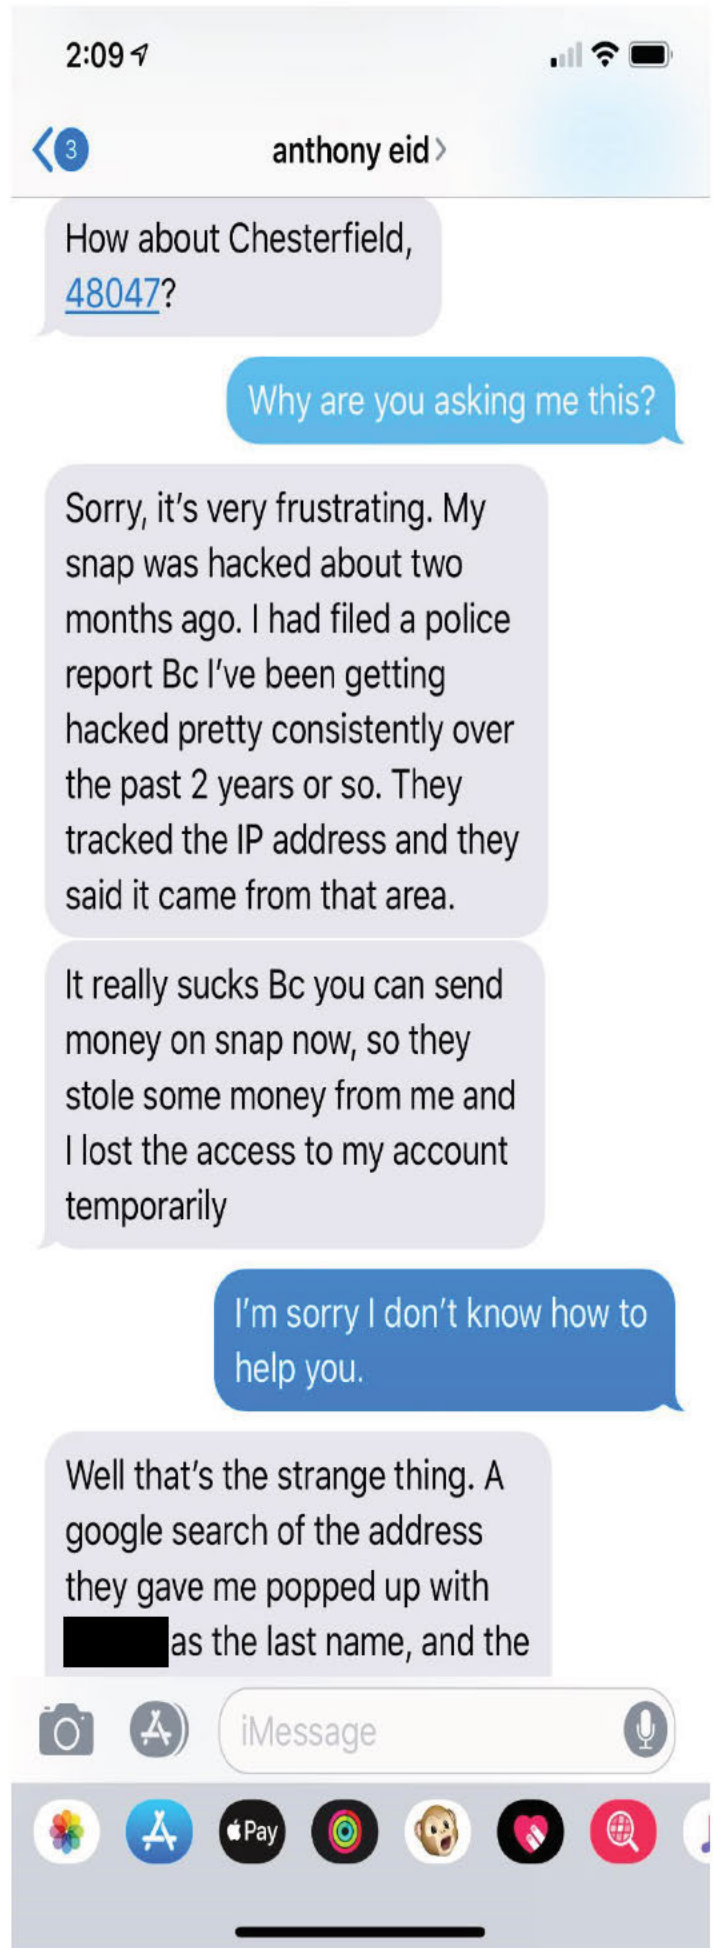 2:09
3
anthony eid
How about Chesterfield,
48047?
Why are you asking me this?
Sorry, it's very frustrating. My
snap was hacked about two
months ago. I had filed a police
report Bc I've been getting
hacked pretty consistently over
the past 2 years or so. They
tracked the IP address and they
said it came from that area.
It really sucks Bc you can send
money on snap now, so they
stole some money from me and
I lost the access to my account
temporarily
I'm sorry I don't know how to
help you.
Well that's the strange thing. A
google search of the address
they gave me popped up with
as the last name, and the
iMessage
Pay